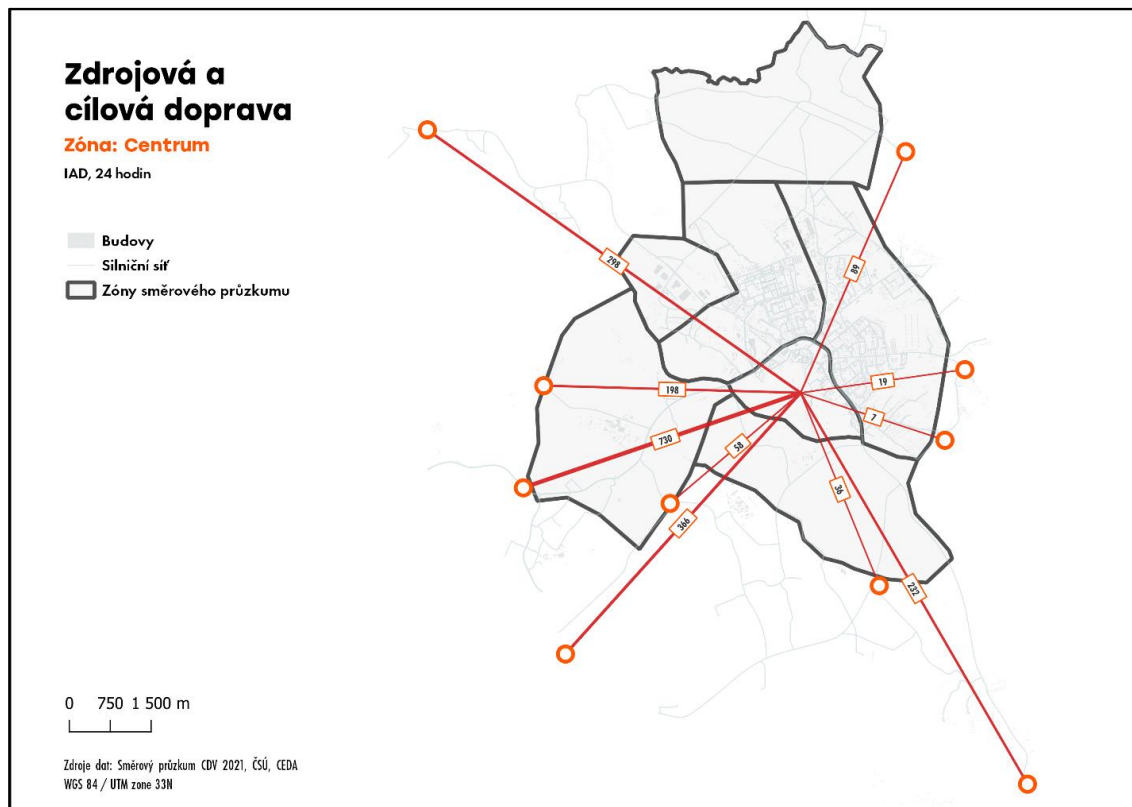 Zdrojová a
cílová doprava
Zóna: Centrum
IAD, 24 hodin
Budovy
Silniční síť
Zóny směrového průzkumu
298
89
19
198
7
730
58
36
366
232
0 750 1 500 m
Zdroje dat: Směrový průzkum CDV 2021, ČSÚ, CEDA
WGS 84 / UTM zone 33N